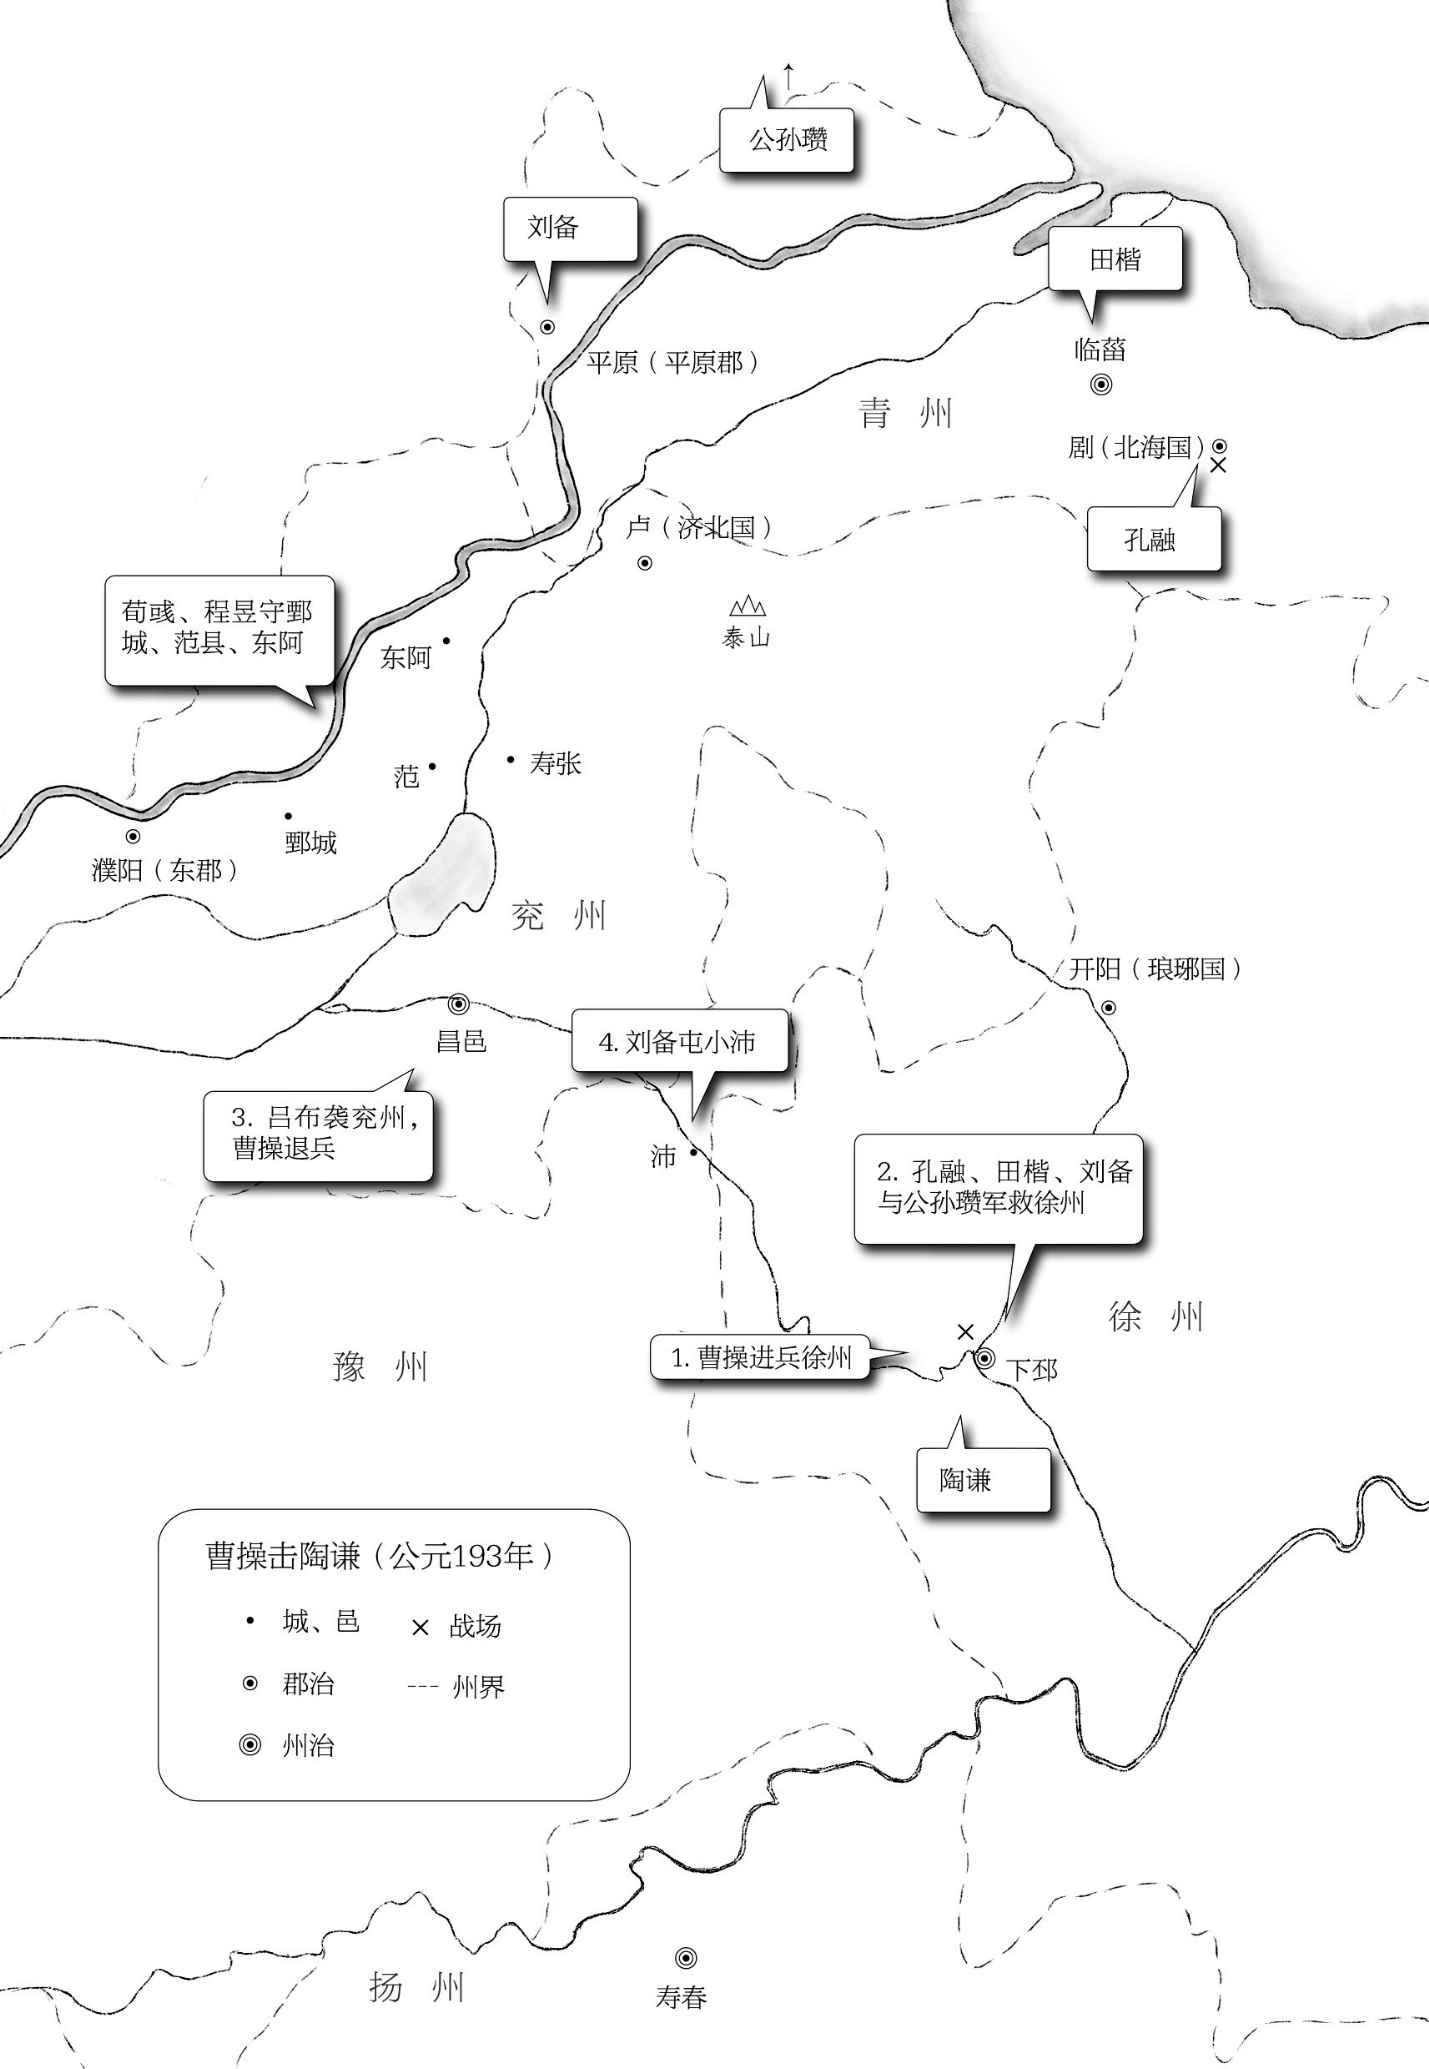 公孙瓒
刘备
田楷
临菑
平原（平原郡）
青 州
剧（北海国）
孔融
卢（济北国）
荀彧、程昱守鄄
城、范县、东阿
泰山
东阿
范
寿张
鄄城
濮阳（东郡）
兖 州
开阳（琅琊国）
昌邑
4. 刘备屯小沛
3. 吕布袭兖州，
曹操退兵
沛
2. 孔融、田楷、刘备
与公孙瓒军救徐州
徐 州
豫 州
1. 曹操进兵徐州
下邳
陶谦
曹操击陶谦（公元193年）
城、邑
战场
郡治
州界
州治
扬 州
寿春